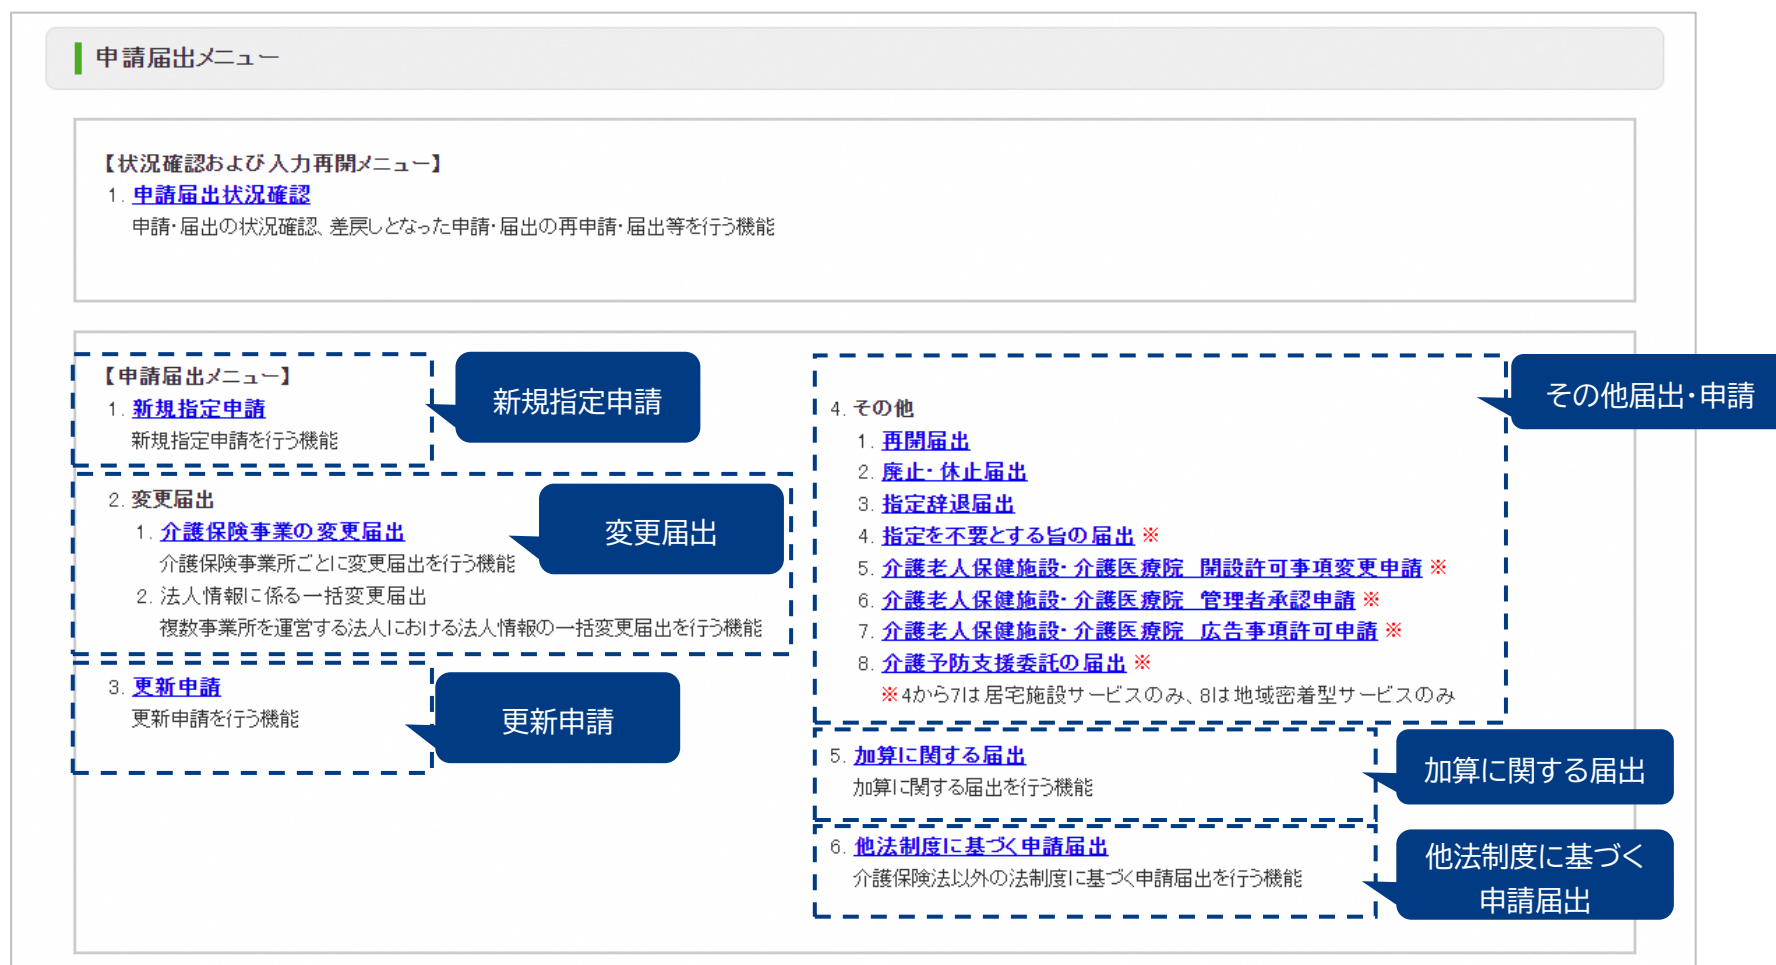 申請届出メニュー
【状況確認および入力再開メニュー】
1. 申請届出状況確認
申請・届出の状況確認、差戻しとなった申請・届出の再申請・届出等を行う機能
【申請届出メニュー】
1. 新規指定申請
新規指定申請を行う機能
新規指定申請
2. 変更届出
1. 介護保険事業の変更届出
介護保険事業所ごとに変更届出を行う機能
2. 法人情報に係る一括変更届出
複数事業所を運営する法人における法人情報の一括変更届出を行う機能
変更届出
3. 更新申請
更新申請を行う機能
更新申請
4. その他
1. 再開届出
2. 廃止・休止届出
3. 指定辞退届出
4. 指定を不要とする旨の届出 ※
5. 介護老人保健施設・介護医療院 開設許可事項変更申請 ※
6. 介護老人保健施設・介護医療院 管理者承認申請 ※
7. 介護老人保健施設・介護医療院 広告事項許可申請 ※
8. 介護予防支援委託の届出 ※
※4から7は居宅施設サービスのみ、8は地域密着型サービスのみ
その他届出・申請
5. 加算に関する届出
加算に関する届出を行う機能
加算に関する届出
6. 他法制度に基づく申請届出
介護保険法以外の法制度に基づく申請届出を行う機能
他法制度に基づく
申請届出